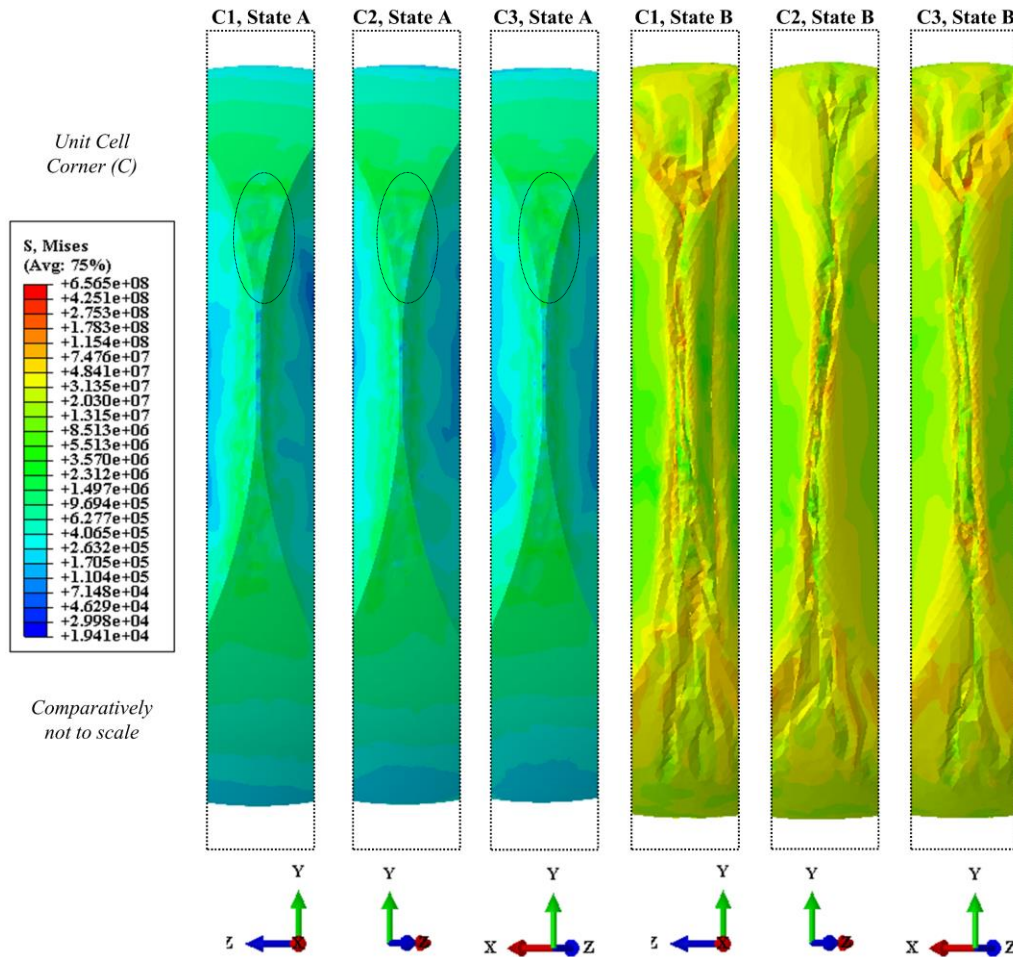 C1, State A
C2, State A
C3, State A
C1, State B
C2, State B
C3, State B
Unit Cell
Corner (C)
S, Mises
(Avg: 75%)
+6.565e+08
+4.251e+08
+2.753e+08
+1.783e+08
+1.154e+08
+7.476e+07
+4.841e+07
+3.135e+07
+2.030e+07
+1.315e+07
+8.513e+06
+5.513e+06
+3.570e+06
+2.312e+06
+1.497e+06
+9.694e+05
+6.277e+05
+4.065e+05
+2.632e+05
+1.705e+05
+1.104e+05
+7.148e+04
+4.629e+04
+2.998e+04
+1.941e+04
Comparatively
not to scale
Y
Z
X
Y
Z
Y
X
Z
Y
Z
X
Y
Z
Y
X
Z